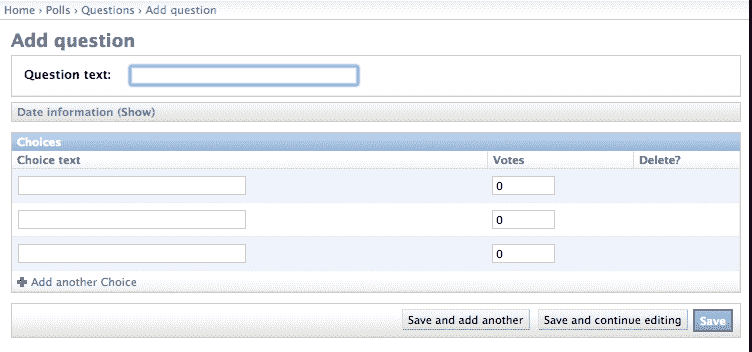 Home › Polls › Questions › Add question
Add question
Question text:
Date information (Show)
Choices
Choice text Votes Delete?
0
0
0
Add another Choice
Save and add another Save and continue editing Save